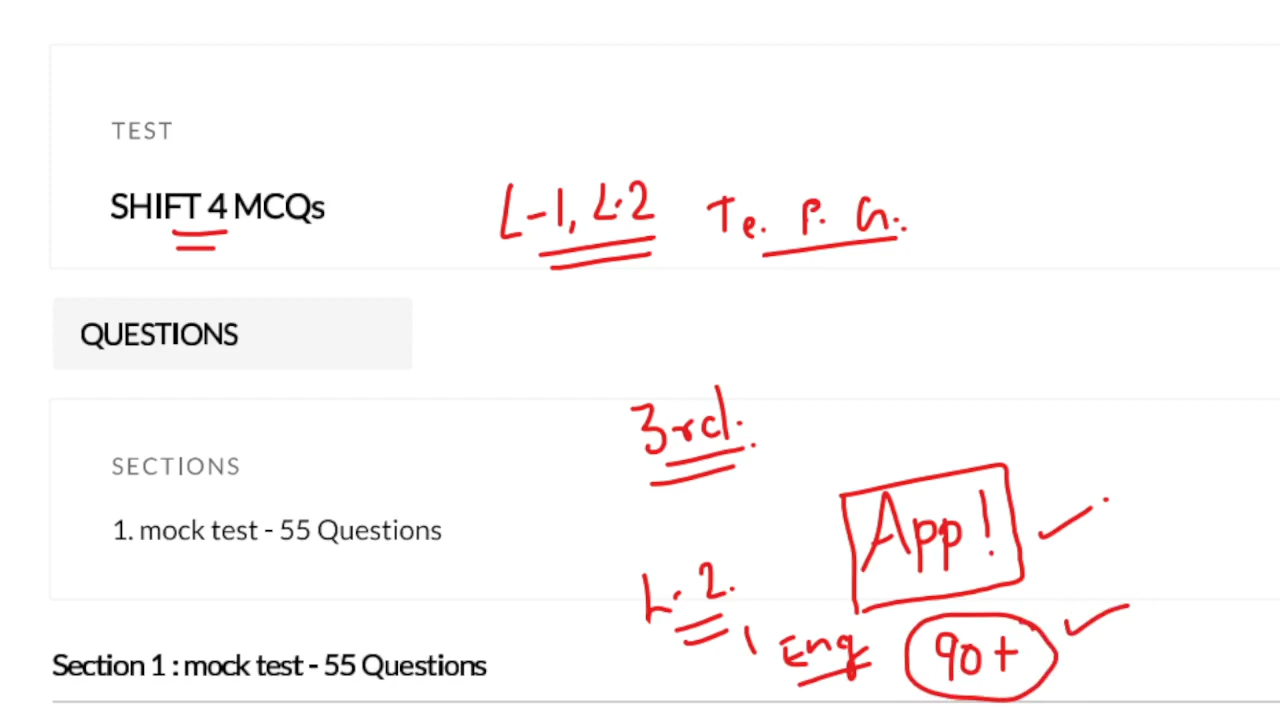 TEST
SHIFT 4 MCQs
L-1, L.2 Te. P. G.
QUESTIONS
3rd.
SECTIONS
App!
1. mock test - 55 Questions
L. 2.
Eng 90+
Section 1 : mock test - 55 Questions